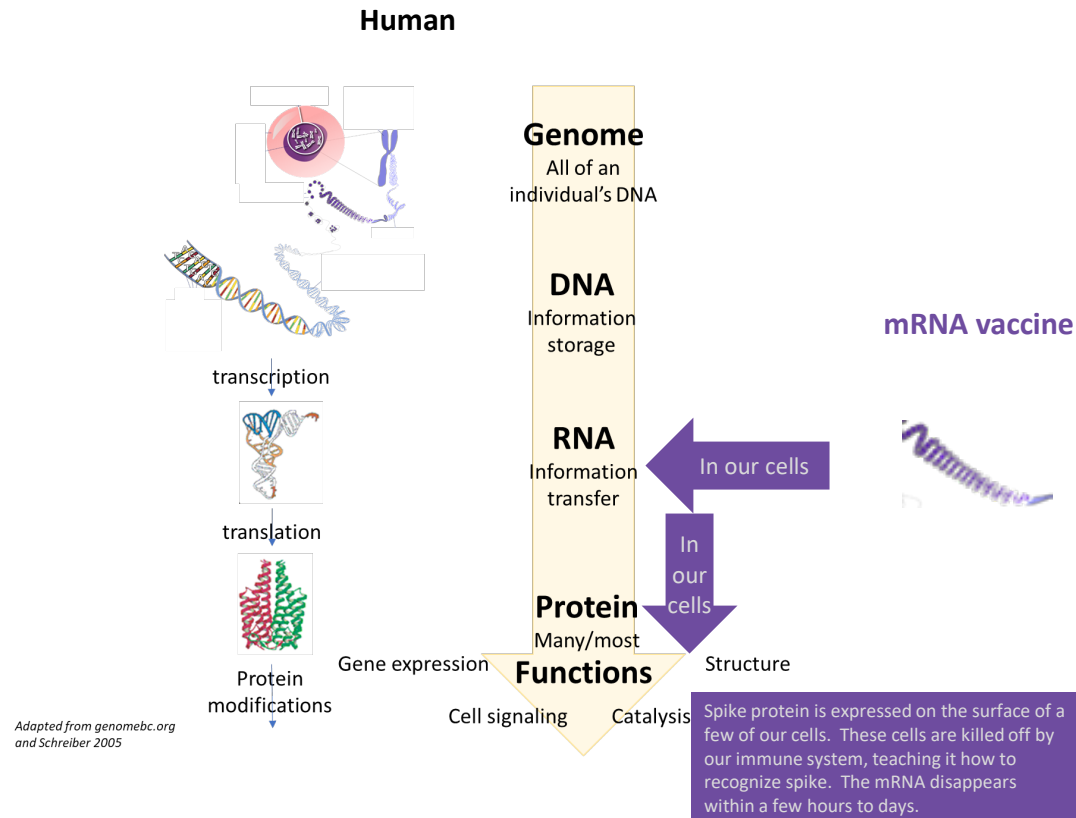 Human
Genome
All of an
individual's DNA
DNA
Information
storage
mRNA vaccine
transcription
RNA
Information
transfer
In our cells
translation
In
our
cells
Protein
Many/most
Functions
Gene expression
Structure
Protein
modifications
Cell signaling
Catalysis
Adapted from genomebc.org
and Schreiber 2005
Spike protein is expressed on the surface of a
few of our cells.  These cells are killed off by
our immune system, teaching it how to
recognize spike.  The mRNA disappears
within a few hours to days.